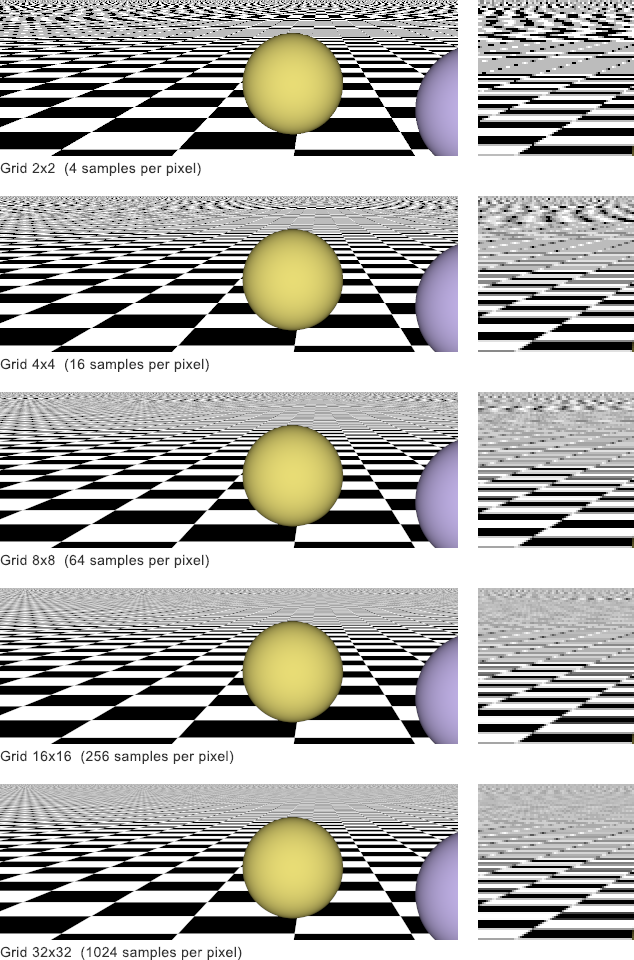 Grid 2x2 (4 samples per pixel)
Grid 4x4 (16 samples per pixel)
Grid 8x8 (64 samples per pixel)
Grid 16x16 (256 samples per pixel)
Grid 32x32 (1024 samples per pixel)